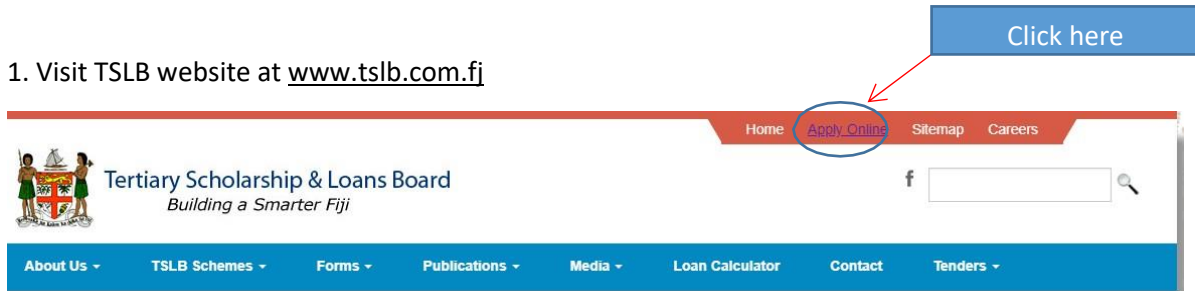 Click here
1. Visit TSLB website at www.tslb.com.fj
Home Apply Online Sitemap Careers
Tertiary Scholarship & Loans Board
f
Building a Smarter Fiji
About Us TSLB Schemes Forms Publications Media Loan Calculator Contact Tenders